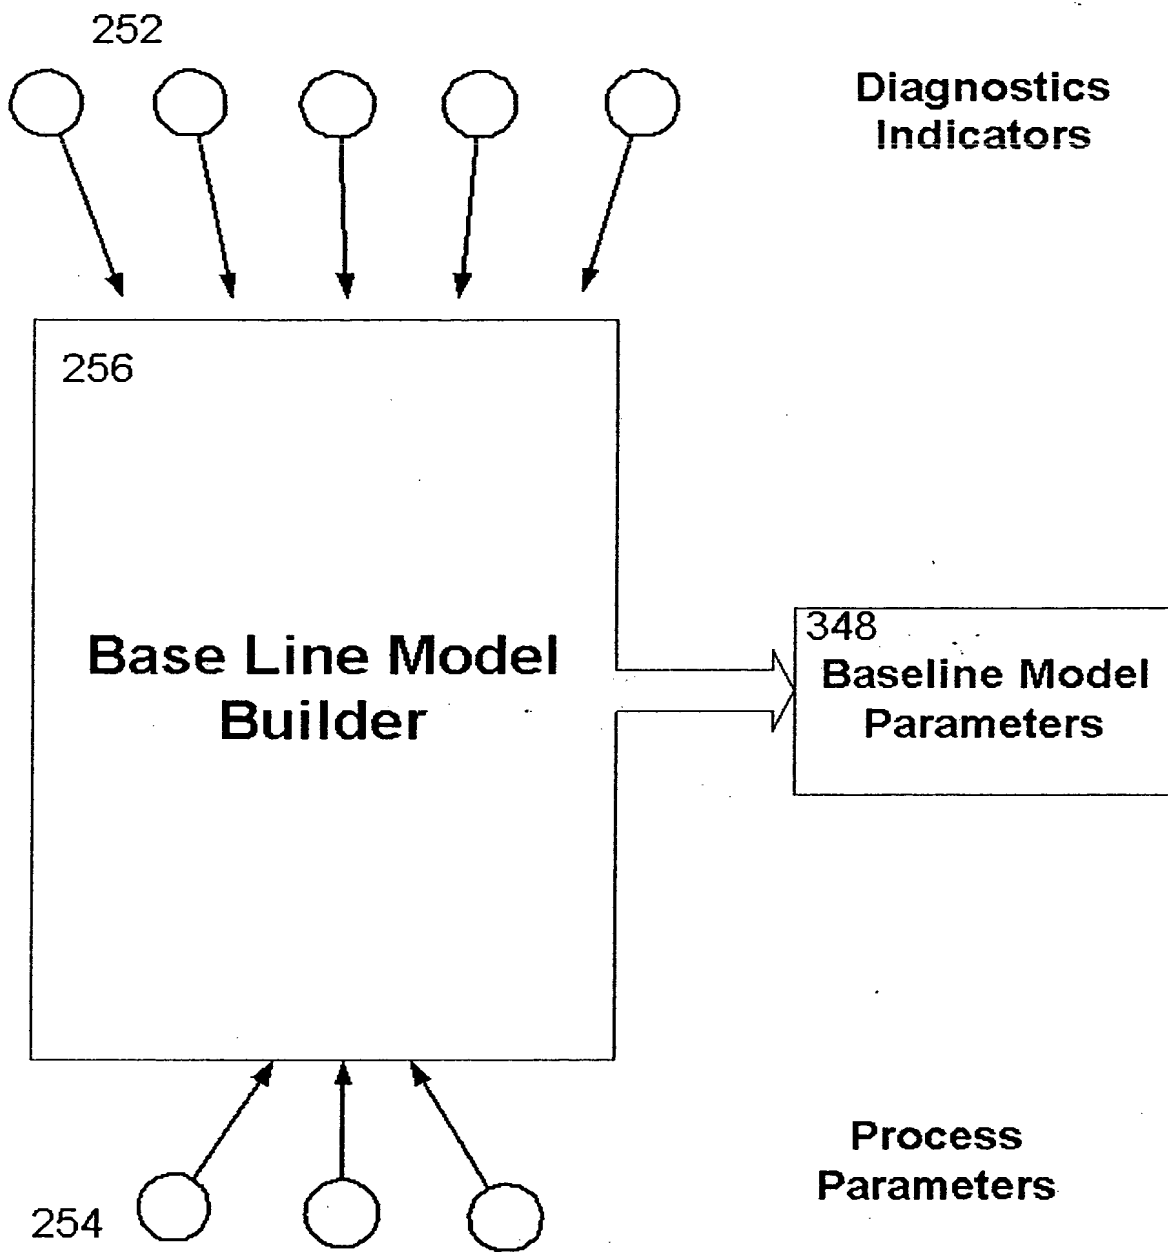 252
Diagnostics
Indicators
256
Base Line Model
Builder
348
Baseline Model
Parameters
Process
Parameters
254